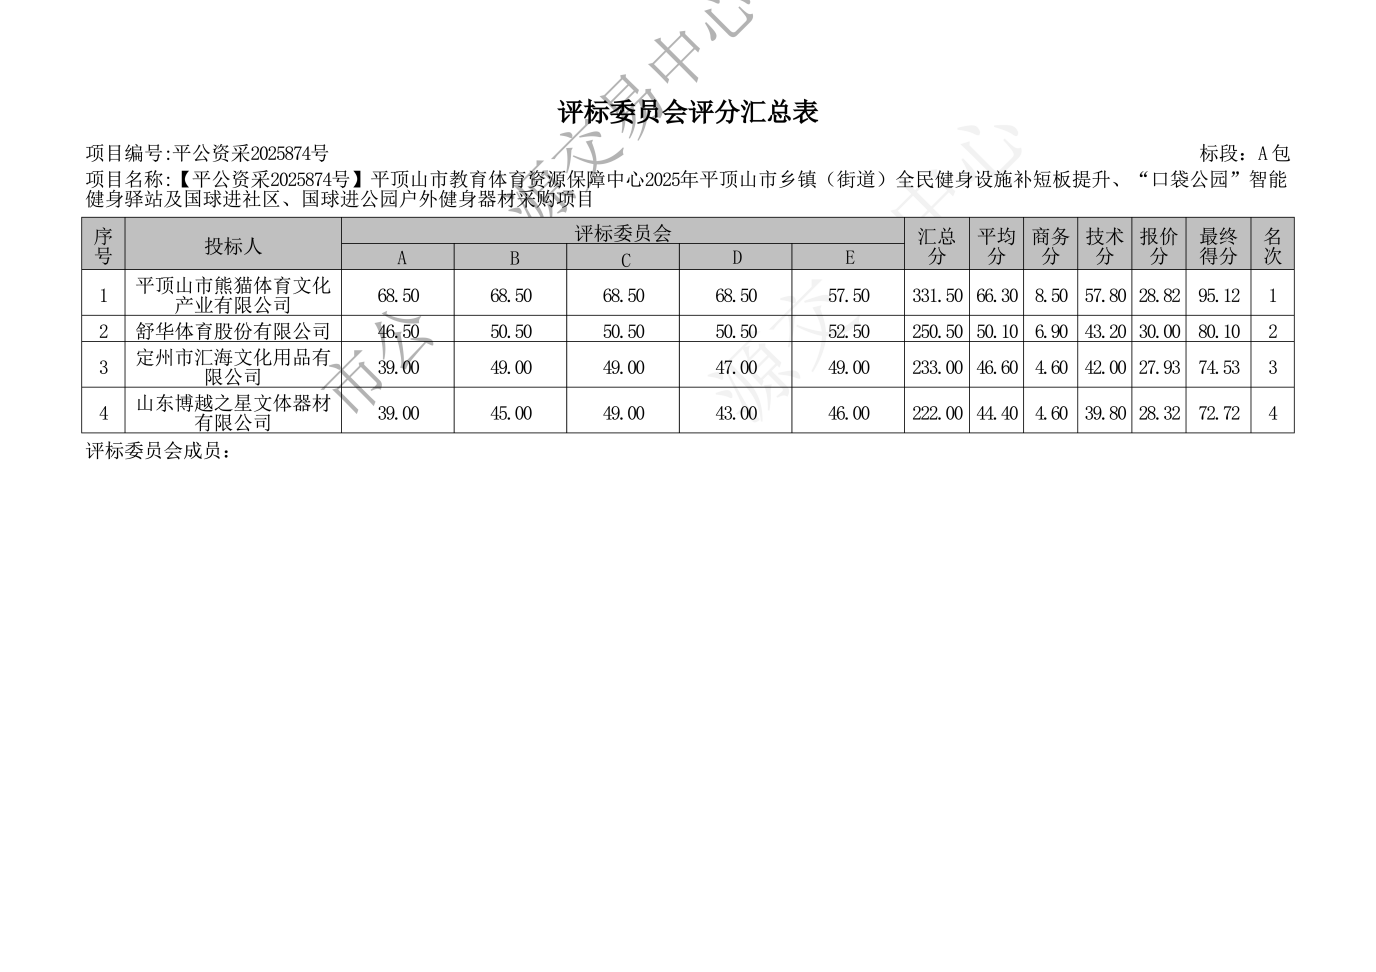 评标委员会评分汇总表
项目编号:平公资采2025874号 标段: A包
项目名称:【平公资采2025874号】平顶山市教育体育资源保障中心2025年平顶山市乡镇（街道）全民健身设施补短板提升、“口袋公园”智能
健身驿站及国球进社区、国球进公园户外健身器材采购项目
序号 投标人 评标委员会 汇总分 平均分 商务分 技术分 报价分 最终得分 名次
A B C D E
1 平顶山市熊猫体育文化产业有限公司 68.50 68.50 68.50 68.50 57.50 331.50 66.30 8.50 57.80 28.82 95.12 1
2 舒华体育股份有限公司 46.50 50.50 50.50 50.50 52.50 250.50 50.10 6.90 43.20 30.00 80.10 2
3 定州市汇海文化用品有限公司 39.00 49.00 49.00 47.00 49.00 233.00 46.60 4.60 42.00 27.93 74.53 3
4 山东博越之星文体器材有限公司 39.00 45.00 49.00 43.00 46.00 222.00 44.40 4.60 39.80 28.32 72.72 4
评标委员会成员:
市公 源交易中心
源交 中心